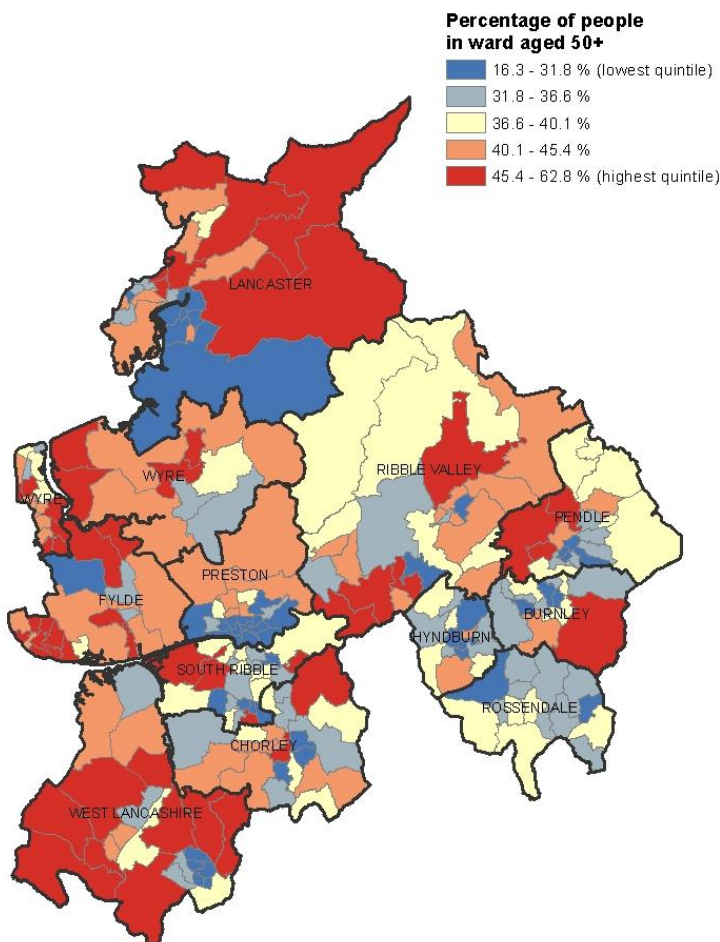 Percentage of people
in ward aged 50+
16.3 - 31.8 % (lowest quintile)
31.8 - 36.6 %
36.6 - 40.1 %
40.1 - 45.4 %
45.4 - 62.8 % (highest quintile)
LANCASTER
RIBBLE VALLEY
WYRE
WYRE
PENDLE
PRESTON
FYLDE
BURNLEY
HYNDBURN
SOUTH RIBBLE
ROSSENDALE
CHORLEY
WEST LANCASHIRE